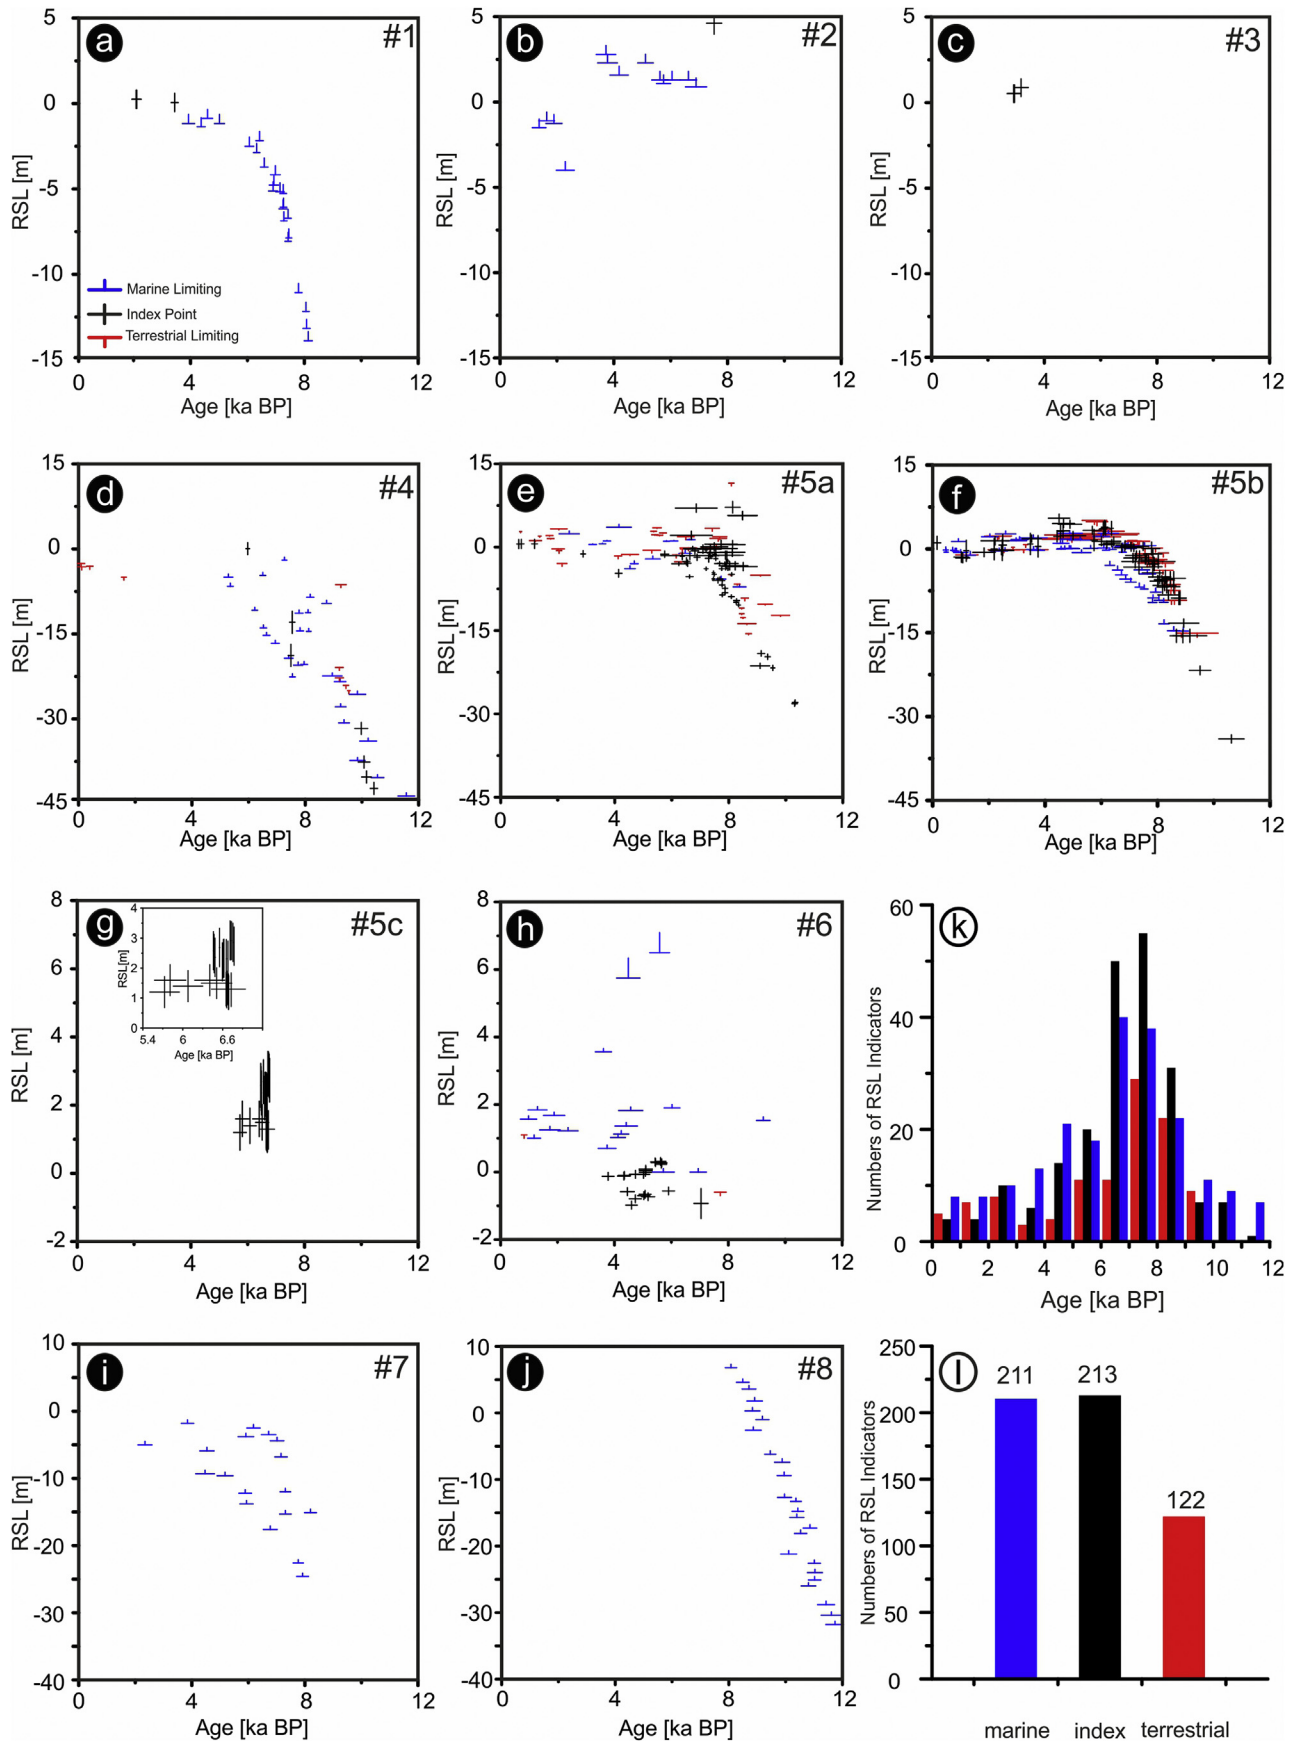 a
#1
5
0
-5
-10
-15
RSL [m]
Marine Limiting
Index Point
Terrestrial Limiting
0 4 8 12
Age [ka BP]
b
#2
5
0
-5
-10
-15
RSL [m]
0 4 8 12
Age [ka BP]
c
#3
5
0
-5
-10
-15
RSL [m]
0 4 8 12
Age [ka BP]
d
#4
15
0
-15
-30
-45
RSL [m]
0 4 8 12
Age [ka BP]
e
#5a
15
0
-15
-30
-45
RSL [m]
0 4 8 12
Age [ka BP]
f
#5b
15
0
-15
-30
-45
RSL [m]
0 4 8 12
Age [ka BP]
g
#5c
8
6
4
2
0
-2
RSL [m]
4
3
2
1
0
RSL[m]
5.4 6 6.6
Age [ka BP]
0 4 8 12
Age [ka BP]
h
#6
8
6
4
2
0
-2
RSL [m]
0 4 8 12
Age [ka BP]
k
60
40
20
0
Numbers of RSL Indicators
0 2 4 6 8 10 12
Age [ka BP]
i
#7
10
0
-10
-20
-30
-40
RSL [m]
0 4 8 12
Age [ka BP]
j
#8
10
0
-10
-20
-30
-40
RSL [m]
0 4 8 12
Age [ka BP]
l
250
200
150
100
50
0
Numbers of RSL Indicators
211 213
122
marine index terrestrial